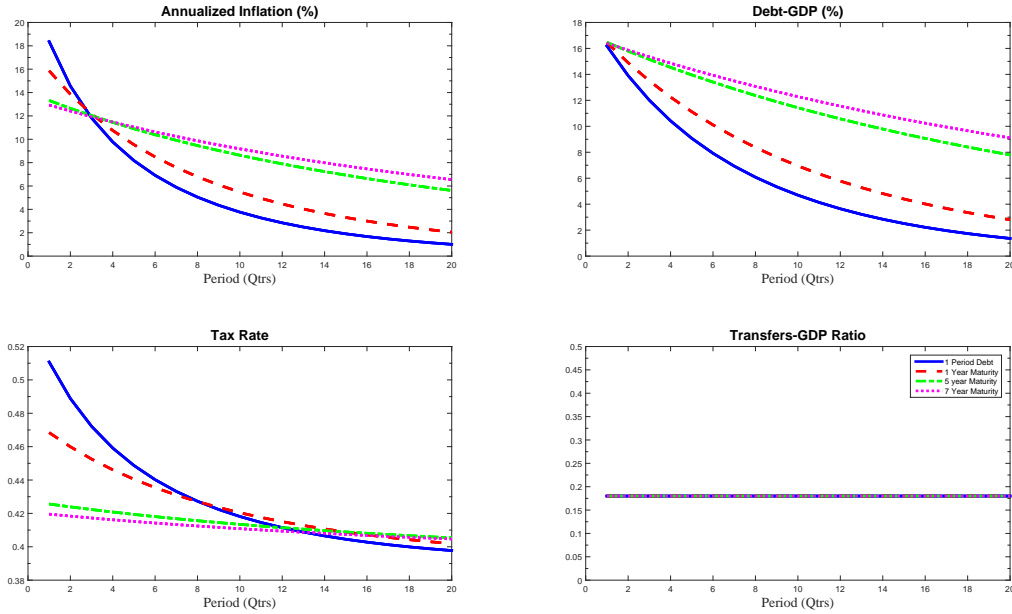 Annualized Inflation (%)
20
18
16
14
12
10
8
6
4
2
0
0 2 4 6 8 10 12 14 16 18 20
Period (Qtrs)
Debt-GDP (%)
18
16
14
12
10
8
6
4
2
0
0 2 4 6 8 10 12 14 16 18 20
Period (Qtrs)
Tax Rate
0.52
0.5
0.48
0.46
0.44
0.42
0.4
0.38
0 2 4 6 8 10 12 14 16 18 20
Period (Qtrs)
Transfers-GDP Ratio
0.5
0.45
0.4
0.35
0.3
0.25
0.2
0.15
0.1
0.05
0
1 Period Debt
1 Year Maturity
5 year Maturity
7 Year Maturity
0 2 4 6 8 10 12 14 16 18 20
Period (Qtrs)